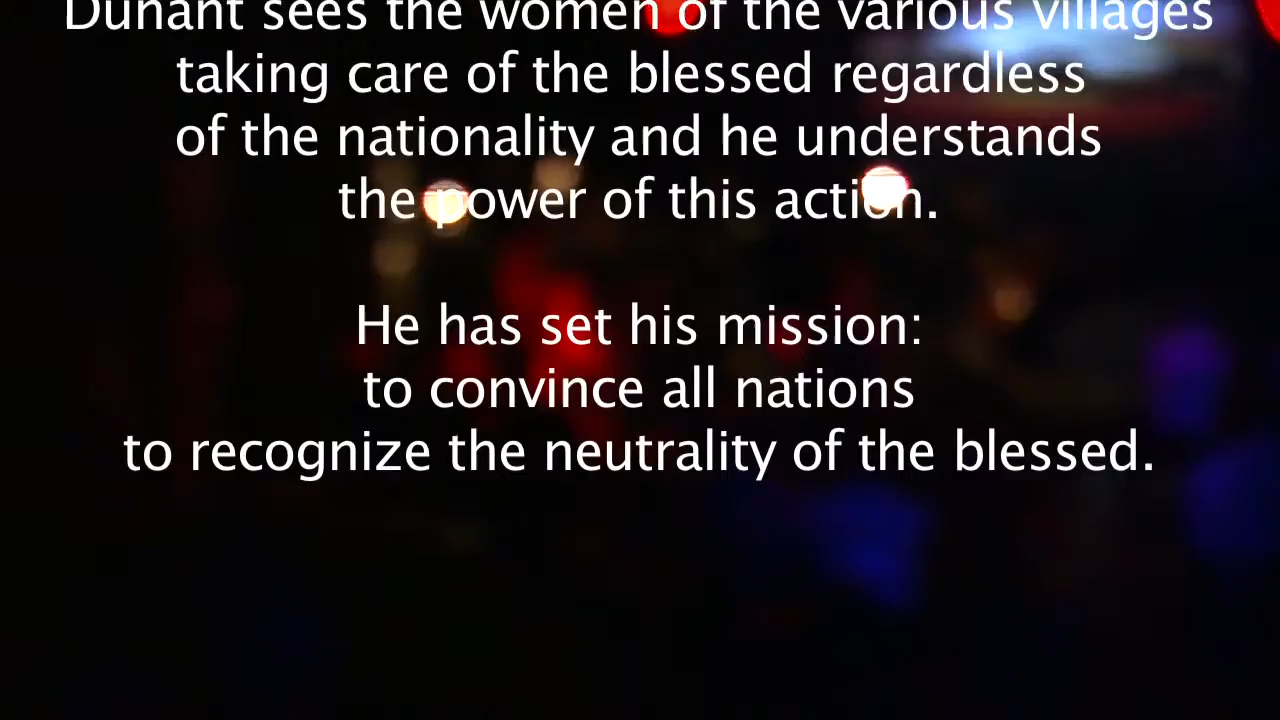 Dunant sees the women of the various villages
taking care of the blessed regardless
of the nationality and he understands
the power of this action.
He has set his mission:
to convince all nations
to recognize the neutrality of the blessed.